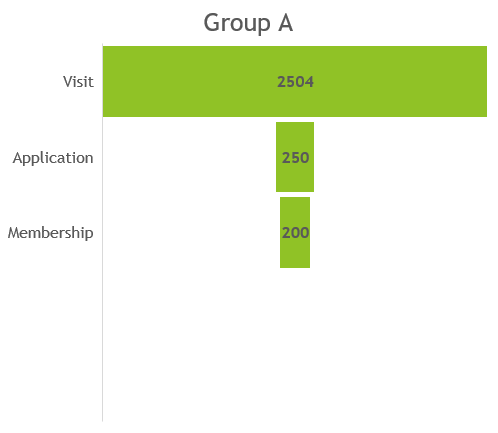 Group A
Visit 2504
Application 250
Membership 200